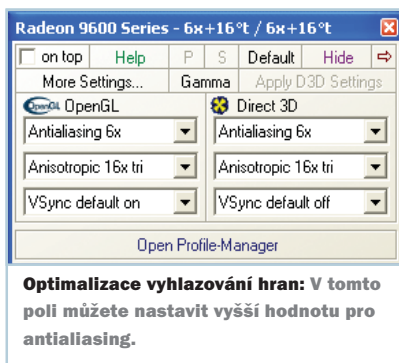 Radeon 9600 Series - 6x+16°t / 6x+16°t
on top Help P S Default Hide
More Settings... Gamma Apply D3D Settings
OpenGL OpenGL Direct 3D
Antialiasing 6x Antialiasing 6x
Anisotropic 16x tri Anisotropic 16x tri
VSync default on VSync default off
Open Profile-Manager
Optimalizace vyhlazování hran: V tomto
poli můžete nastavit vyšší hodnotu pro
antialiasing.